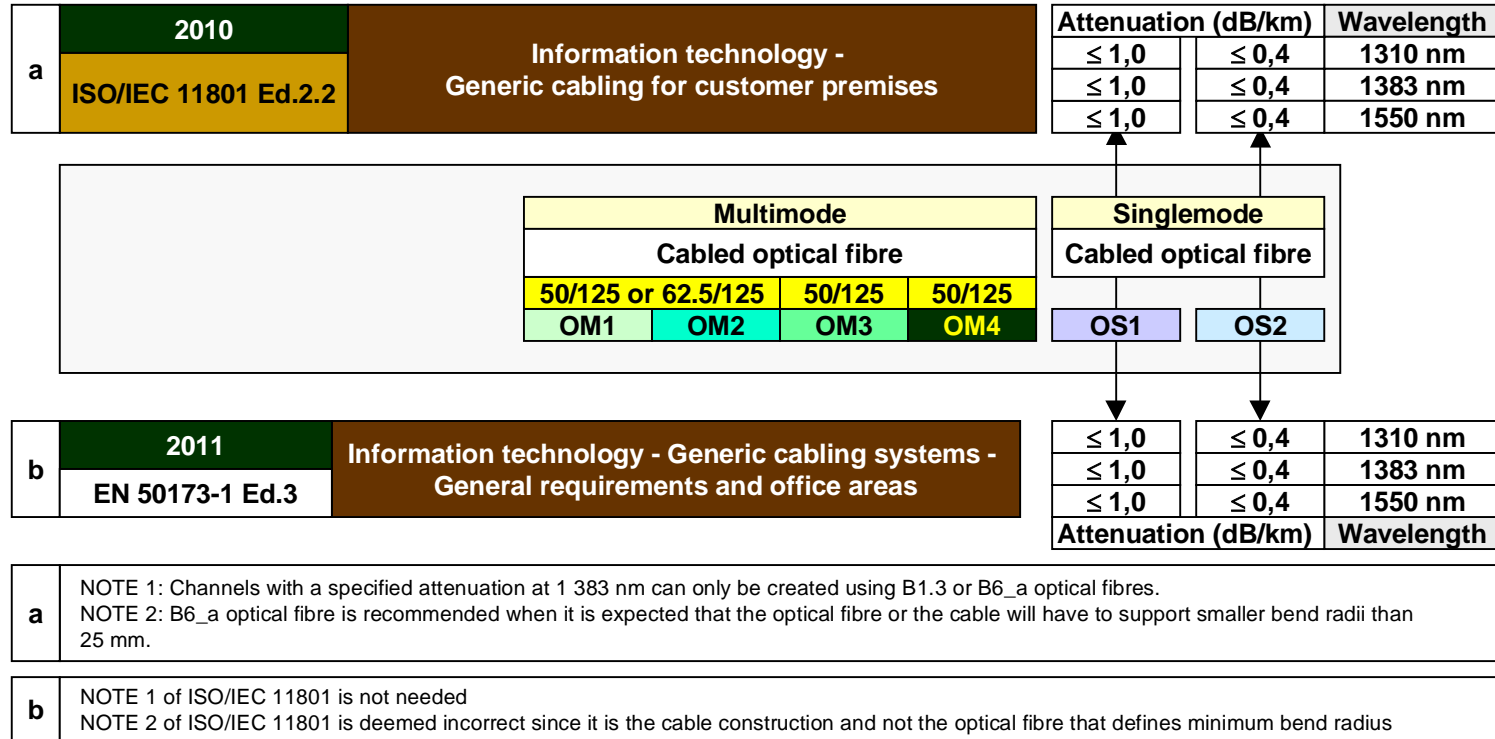 a
2010
ISO/IEC 11801 Ed.2.2
Information technology -
Generic cabling for customer premises
Attenuation (dB/km) Wavelength
≤ 1,0 ≤ 0,4 1310 nm
≤ 1,0 ≤ 0,4 1383 nm
≤ 1,0 ≤ 0,4 1550 nm
Multimode Singlemode
Cabled optical fibre Cabled optical fibre
50/125 or 62.5/125 50/125 50/125
OM1 OM2 OM3 OM4 OS1 OS2
b
2011
EN 50173-1 Ed.3
Information technology - Generic cabling systems -
General requirements and office areas
≤ 1,0 ≤ 0,4 1310 nm
≤ 1,0 ≤ 0,4 1383 nm
≤ 1,0 ≤ 0,4 1550 nm
Attenuation (dB/km) Wavelength
a
NOTE 1: Channels with a specified attenuation at 1 383 nm can only be created using B1.3 or B6_a optical fibres.
NOTE 2: B6_a optical fibre is recommended when it is expected that the optical fibre or the cable will have to support smaller bend radii than
25 mm.
b
NOTE 1 of ISO/IEC 11801 is not needed
NOTE 2 of ISO/IEC 11801 is deemed incorrect since it is the cable construction and not the optical fibre that defines minimum bend radius